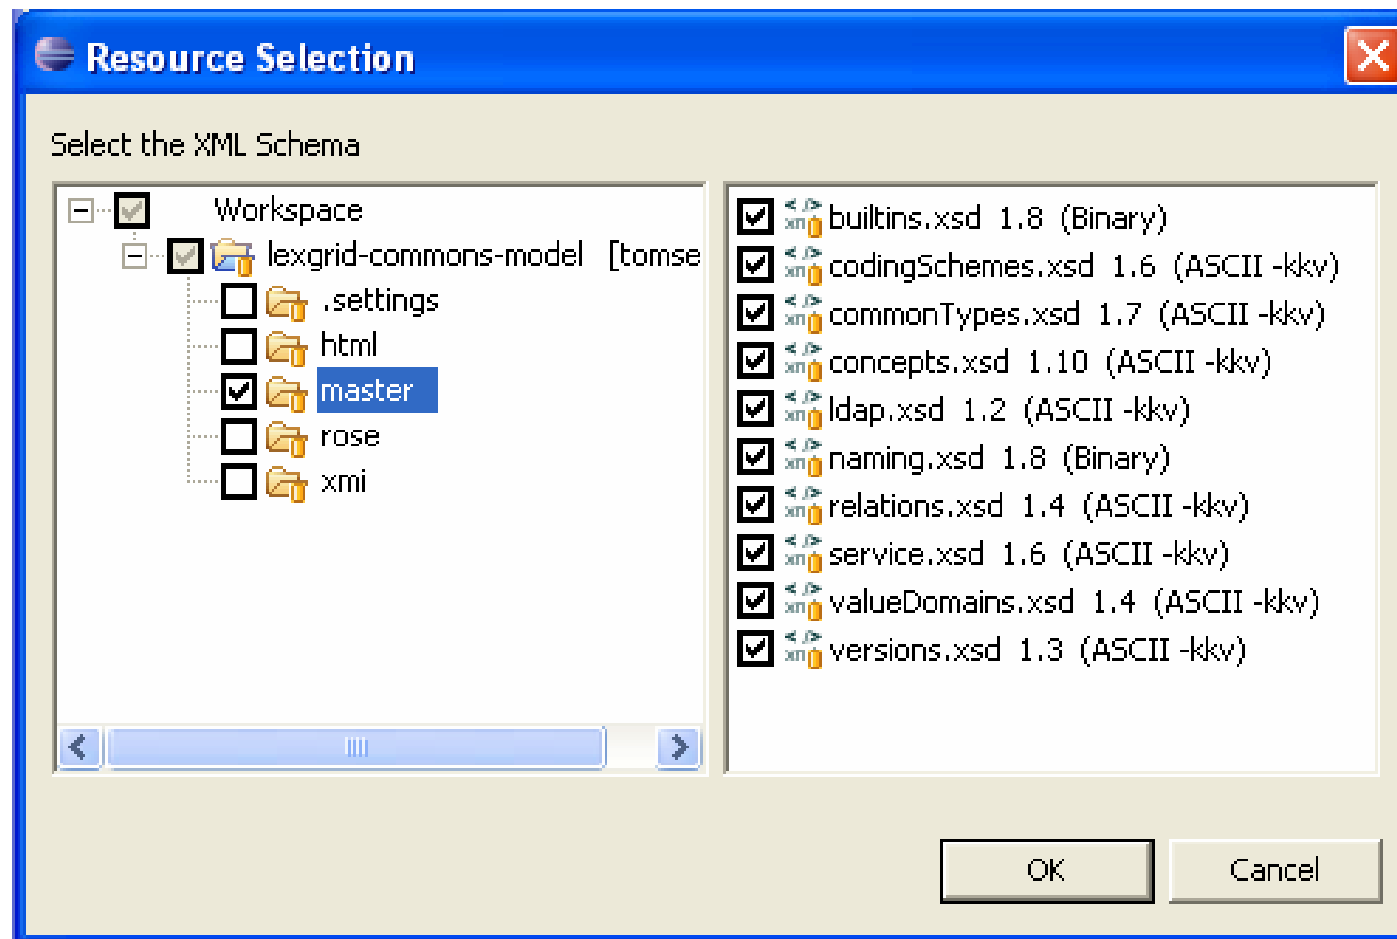 Resource Selection
Select the XML Schema
Workspace
lexgrid-commons-model [tomse
.settings
html
master
rose
xmi
builtins.xsd 1.8 (Binary)
codingSchemes.xsd 1.6 (ASCII -kkv)
commonTypes.xsd 1.7 (ASCII -kkv)
concepts.xsd 1.10 (ASCII -kkv)
ldap.xsd 1.2 (ASCII -kkv)
naming.xsd 1.8 (Binary)
relations.xsd 1.4 (ASCII -kkv)
service.xsd 1.6 (ASCII -kkv)
valueDomains.xsd 1.4 (ASCII -kkv)
versions.xsd 1.3 (ASCII -kkv)
OK Cancel